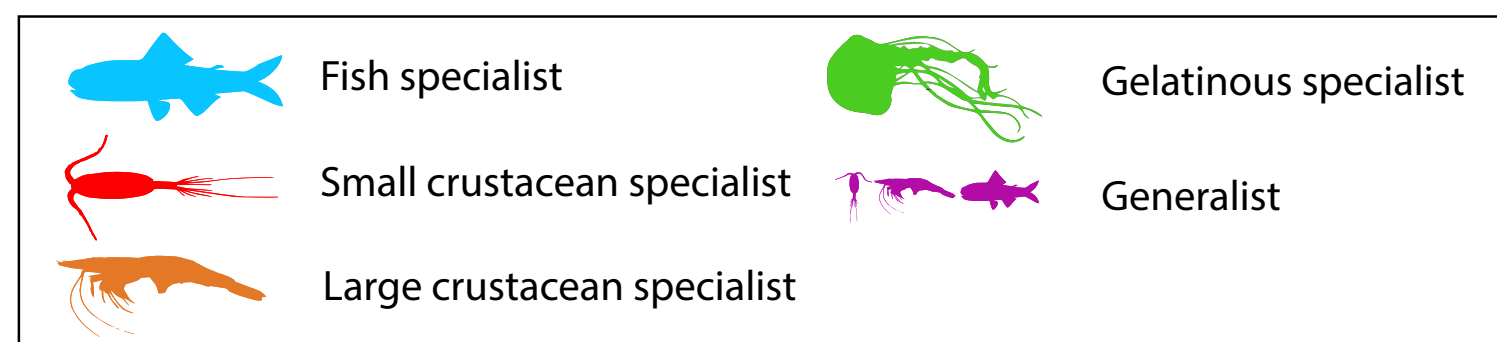 Fish specialist
Small crustacean specialist
Large crustacean specialist
Gelatinous specialist
Generalist